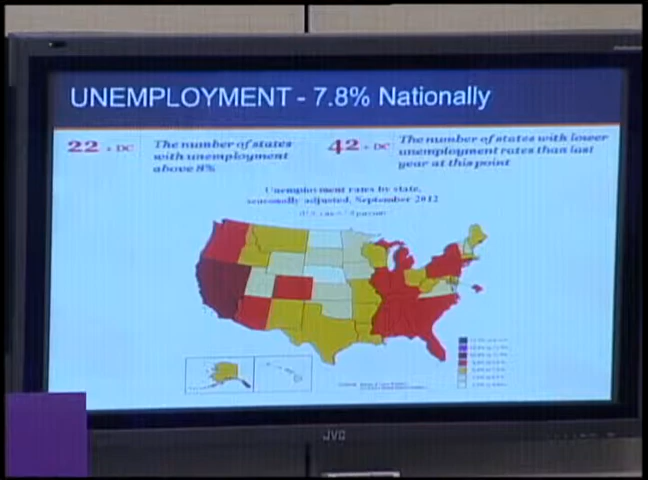 UNEMPLOYMENT - 7.8% Nationally
22 + DC
The number of states
with unemployment
above 8%
42 + DC
The number of states with lower
unemployment rates than last
year at this point
Unemployment rates by state,
seasonally adjusted, September 2012
JVC